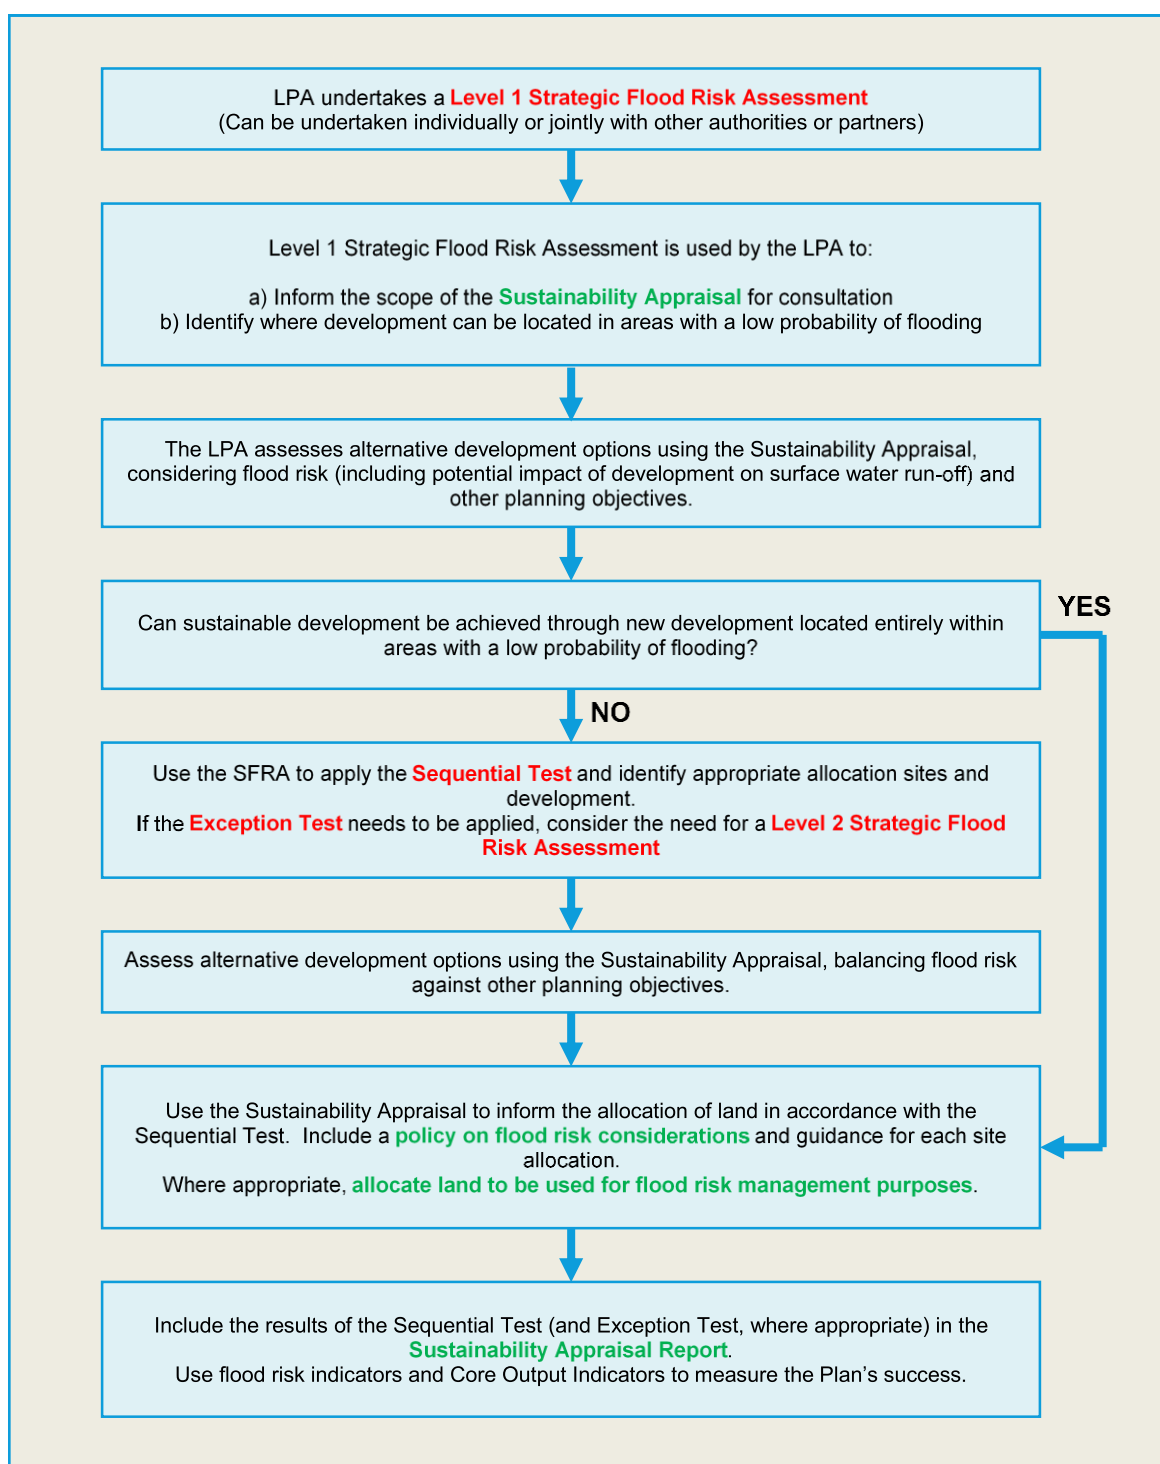 LPA undertakes a Level 1 Strategic Flood Risk Assessment
(Can be undertaken individually or jointly with other authorities or partners)
Level 1 Strategic Flood Risk Assessment is used by the LPA to:
a) Inform the scope of the Sustainability Appraisal for consultation
b) Identify where development can be located in areas with a low probability of flooding
The LPA assesses alternative development options using the Sustainability Appraisal,
considering flood risk (including potential impact of development on surface water run-off) and
other planning objectives.
Can sustainable development be achieved through new development located entirely within
areas with a low probability of flooding?
YES
NO
Use the SFRA to apply the Sequential Test and identify appropriate allocation sites and
development.
If the Exception Test needs to be applied, consider the need for a Level 2 Strategic Flood
Risk Assessment
Assess alternative development options using the Sustainability Appraisal, balancing flood risk
against other planning objectives.
Use the Sustainability Appraisal to inform the allocation of land in accordance with the
Sequential Test.  Include a policy on flood risk considerations and guidance for each site
allocation.
Where appropriate, allocate land to be used for flood risk management purposes.
Include the results of the Sequential Test (and Exception Test, where appropriate) in the
Sustainability Appraisal Report.
Use flood risk indicators and Core Output Indicators to measure the Plan's success.